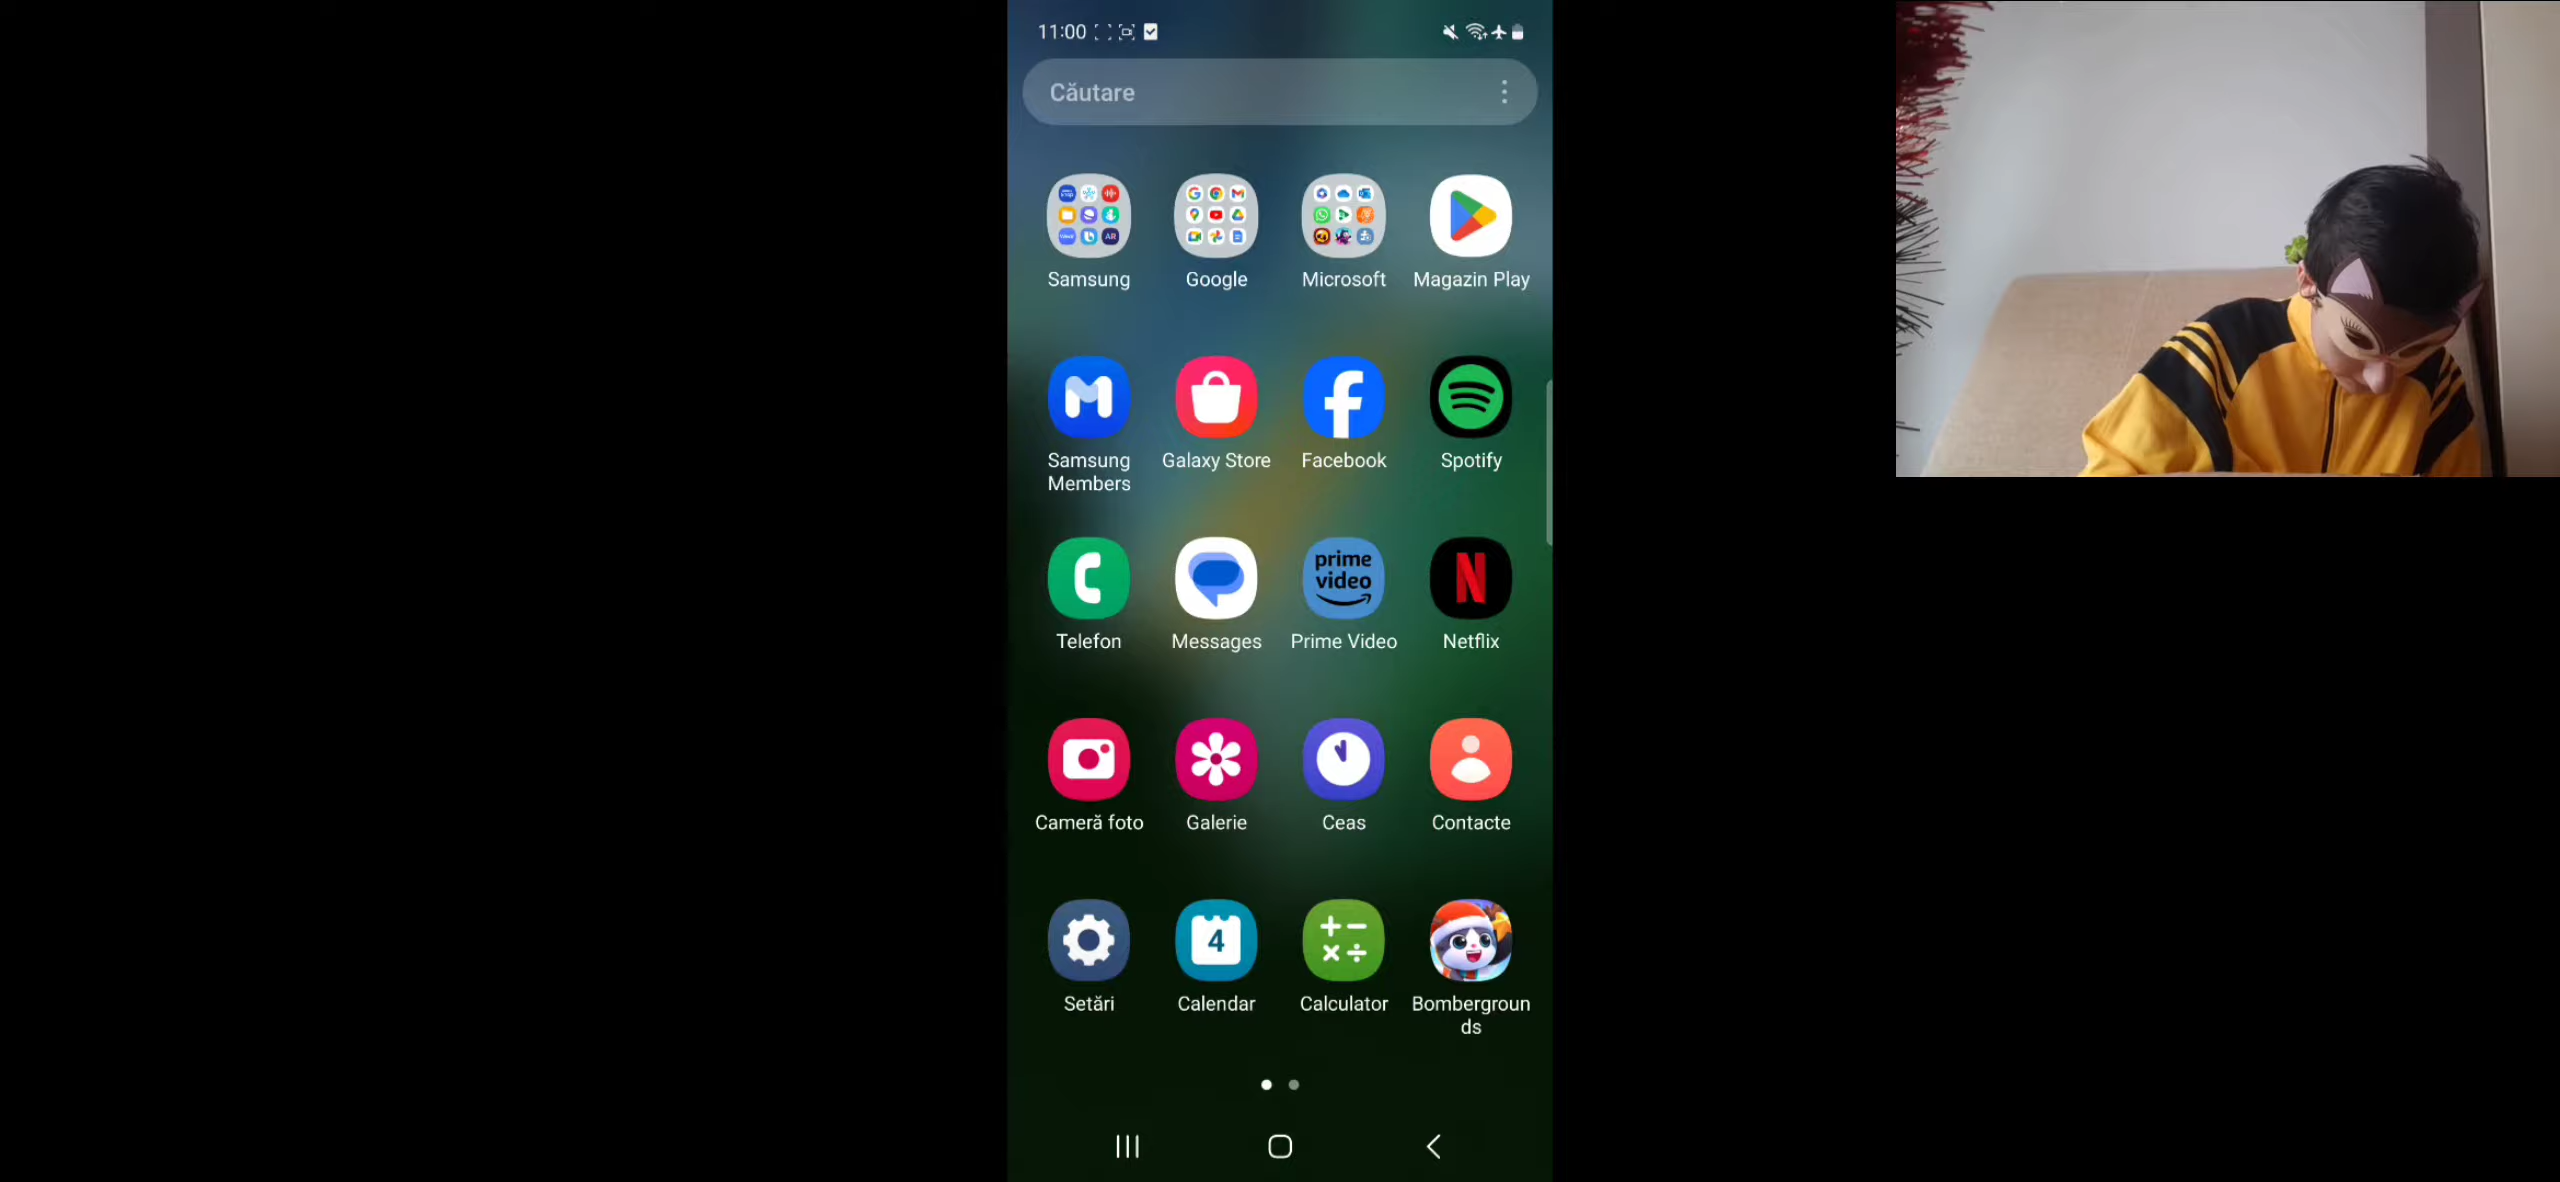 11:00
Căutare
Samsung
Google
Microsoft
Magazin Play
Samsung
Members
Galaxy Store
Facebook
Spotify
prime
video
Telefon
Messages
Prime Video
Netflix
Cameră foto
Galerie
Ceas
Contacte
4
Setări
Calendar
Calculator
Bombergroun
ds